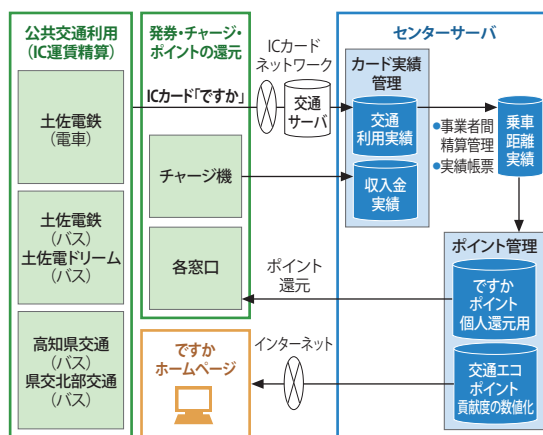 公共交通利用
(IC運賃精算)
土佐電鉄
(電車)
土佐電鉄
(バス)
土佐電ドリーム
(バス)
高知県交通
(バス)
県交北部交通
(バス)
発券・チャージ・
ポイントの還元
ICカード「ですか」
チャージ機
各窓口
ですか
ホームページ
ICカード
ネットワーク
交通
サーバ
ポイント
還元
インターネット
センターサーバ
カード実績
管理
交通
利用実績
収入金
実績
●事業者間
精算管理
●実績帳票
乗車
距離
実績
ポイント管理
ですか
ポイント
個人還元用
交通エコ
ポイント
貢献度の数値化